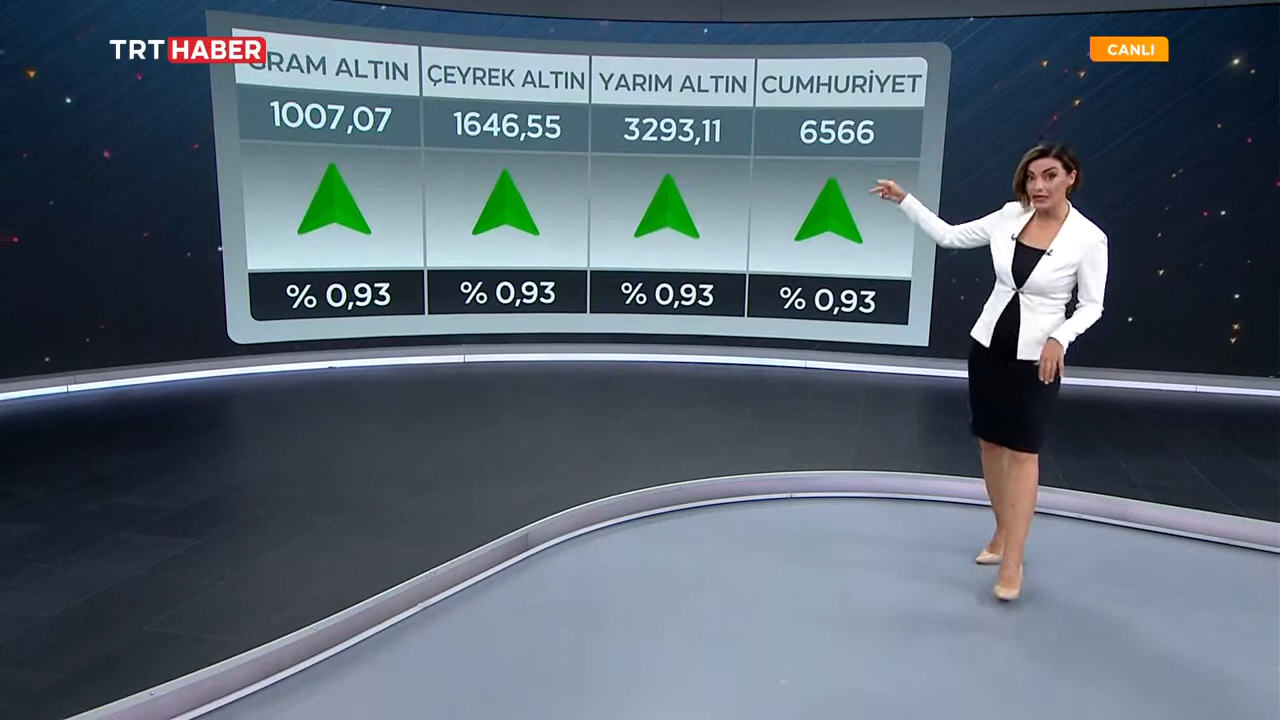 TRT HABER
CANLI
GRAM ALTIN ÇEYREK ALTIN YARIM ALTIN CUMHURİYET
1007,07 1646,55 3293,11 6566
% 0,93 % 0,93 % 0,93 % 0,93